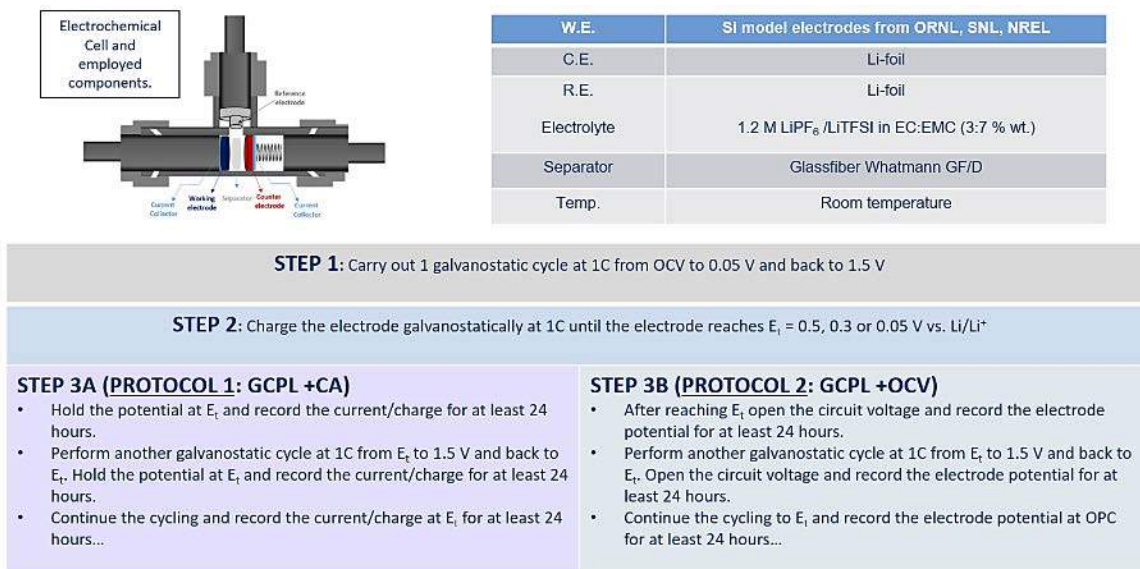 Electrochemical
Cell and
employed
components.
Reference
electrode
Current
Collector
Working
electrode
Separator
Counter
electrode
Current
Collector
W.E.
Si model electrodes from ORNL, SNL, NREL
C.E.
Li-foil
R.E.
Li-foil
Electrolyte
1.2 M LiPF₆ /LiTFSI in EC:EMC (3:7 % wt.)
Separator
Glassfiber Whatmann GF/D
Temp.
Room temperature
STEP 1: Carry out 1 galvanostatic cycle at 1C from OCV to 0.05 V and back to 1.5 V
STEP 2: Charge the electrode galvanostatically at 1C until the electrode reaches Eₜ = 0.5, 0.3 or 0.05 V vs. Li/Li⁺
STEP 3A (PROTOCOL 1: GCPL +CA)
• Hold the potential at Eₜ and record the current/charge for at least 24
hours.
• Perform another galvanostatic cycle at 1C from Eₜ to 1.5 V and back to
Eₜ. Hold the potential at Eₜ and record the current/charge for at least 24
hours.
• Continue the cycling and record the current/charge at Eₜ for at least 24
hours...
STEP 3B (PROTOCOL 2: GCPL +OCV)
• After reaching Eₜ open the circuit voltage and record the electrode
potential for at least 24 hours.
• Perform another galvanostatic cycle at 1C from Eₜ to 1.5 V and back to
Eₜ. Open the circuit voltage and record the electrode potential for at
least 24 hours.
• Continue the cycling to Eₜ and record the electrode potential at OPC
for at least 24 hours...